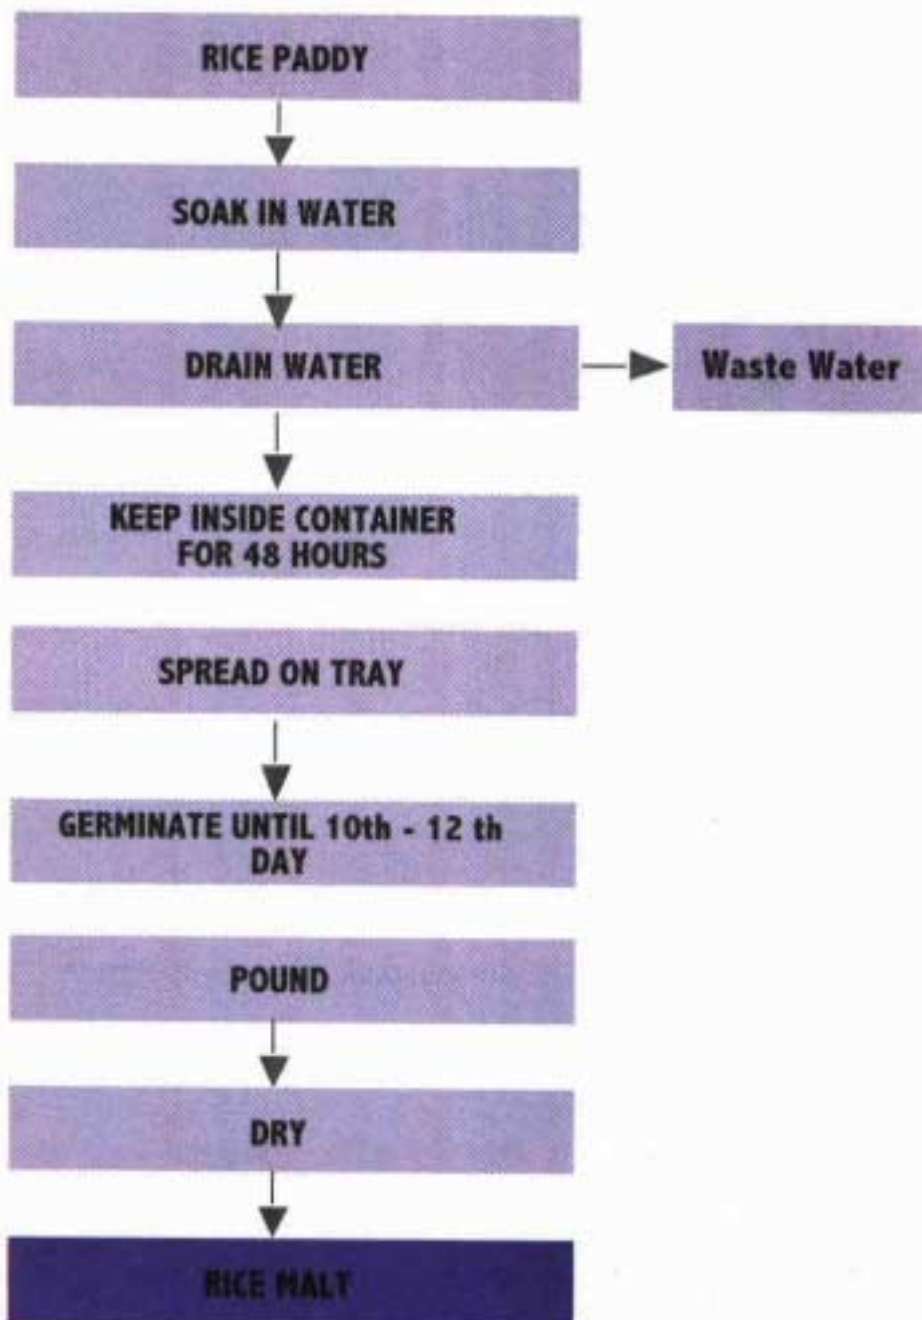 RICE PADDY
SOAK IN WATER
DRAIN WATER
Waste Water
KEEP INSIDE CONTAINER
FOR 48 HOURS
SPREAD ON TRAY
GERMINATE UNTIL 10th - 12 th
DAY
POUND
DRY
RICE MALT